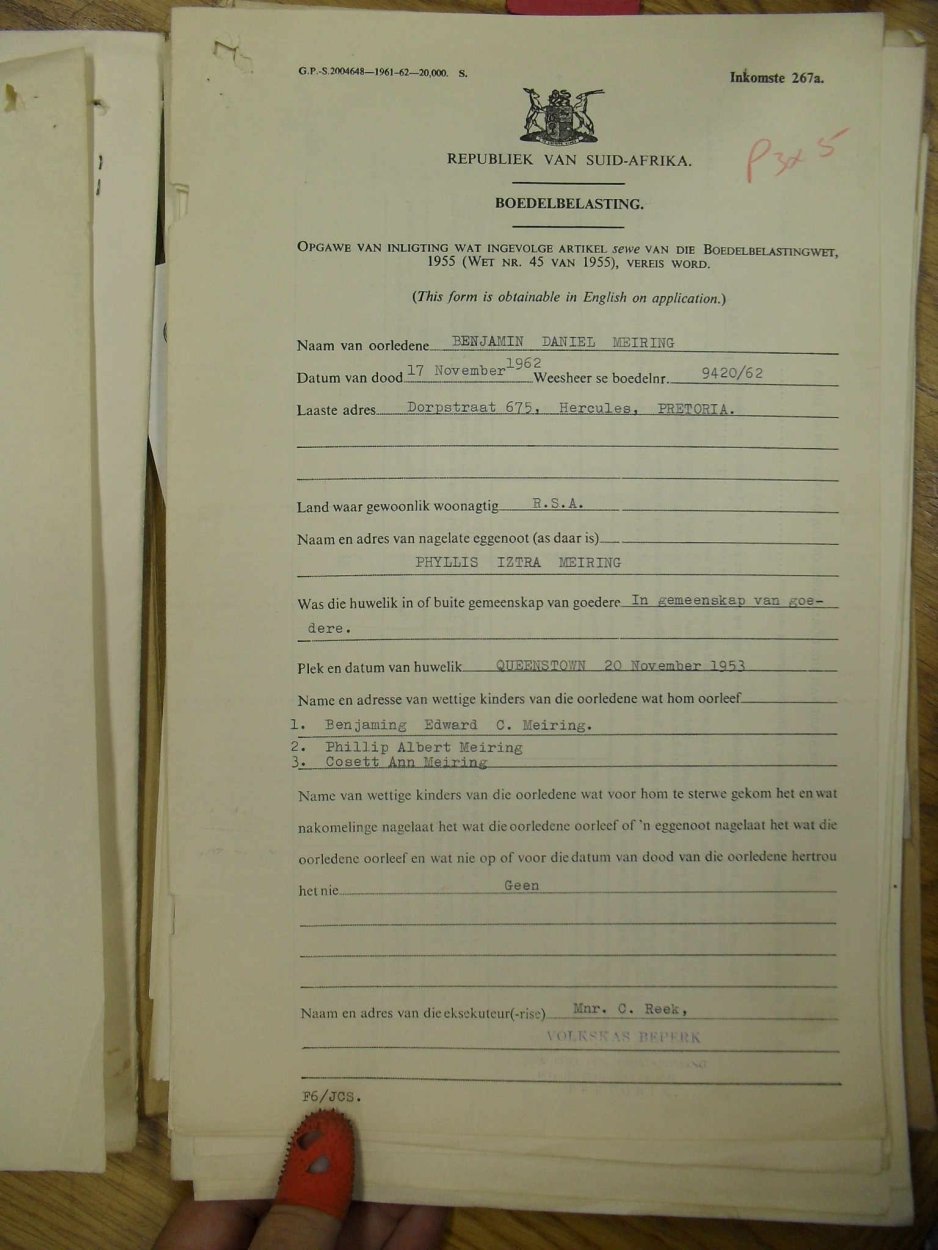 G.P.-S.2004648—1961-62—20,000. S.
Inkomste 267a.
REPUBLIEK VAN SUID-AFRIKA.
P 3x 5
BOEDELBELASTING.
OPGAWE VAN INLIGTING WAT INGEVOLGE ARTIKEL sewe VAN DIE BOEDELBELASTINGWET,
1955 (WET NR. 45 VAN 1955), VEREIS WORD.
(This form is obtainable in English on application.)
Naam van oorledene BENJAMIN DANIEL MEIRING
Datum van dood 17 November 1962 Weesheer se boedelnr. 9420/62
Laaste adres Dorpstraat 675, Hercules, PRETORIA.
Land waar gewoonlik woonagtig R.S.A.
Naam en adres van nagelate eggenoot (as daar is)
PHYLLIS IZTRA MEIRING
Was die huwelik in of buite gemeenskap van goedere In gemeenskap van goe-
dere.
Plek en datum van huwelik QUEENSTOWN 20 November 1953
Name en adresse van wettige kinders van die oorledene wat hom oorleef
1. Benjaming Edward C. Meiring.
2. Phillip Albert Meiring
3. Cosett Ann Meiring
Name van wettige kinders van die oorledene wat voor hom te sterwe gekom het en wat
nakomelinge nagelaat het wat die oorledene oorleef of 'n eggenoot nagelaat het wat die
oorledene oorleef en wat nie op of voor die datum van dood van die oorledene hertrou
het nie Geen
Naam en adres van die eksekuteur(-rise) Mnr. C. Reek,
VOLKSKAS BEPERK
F6/JCS.